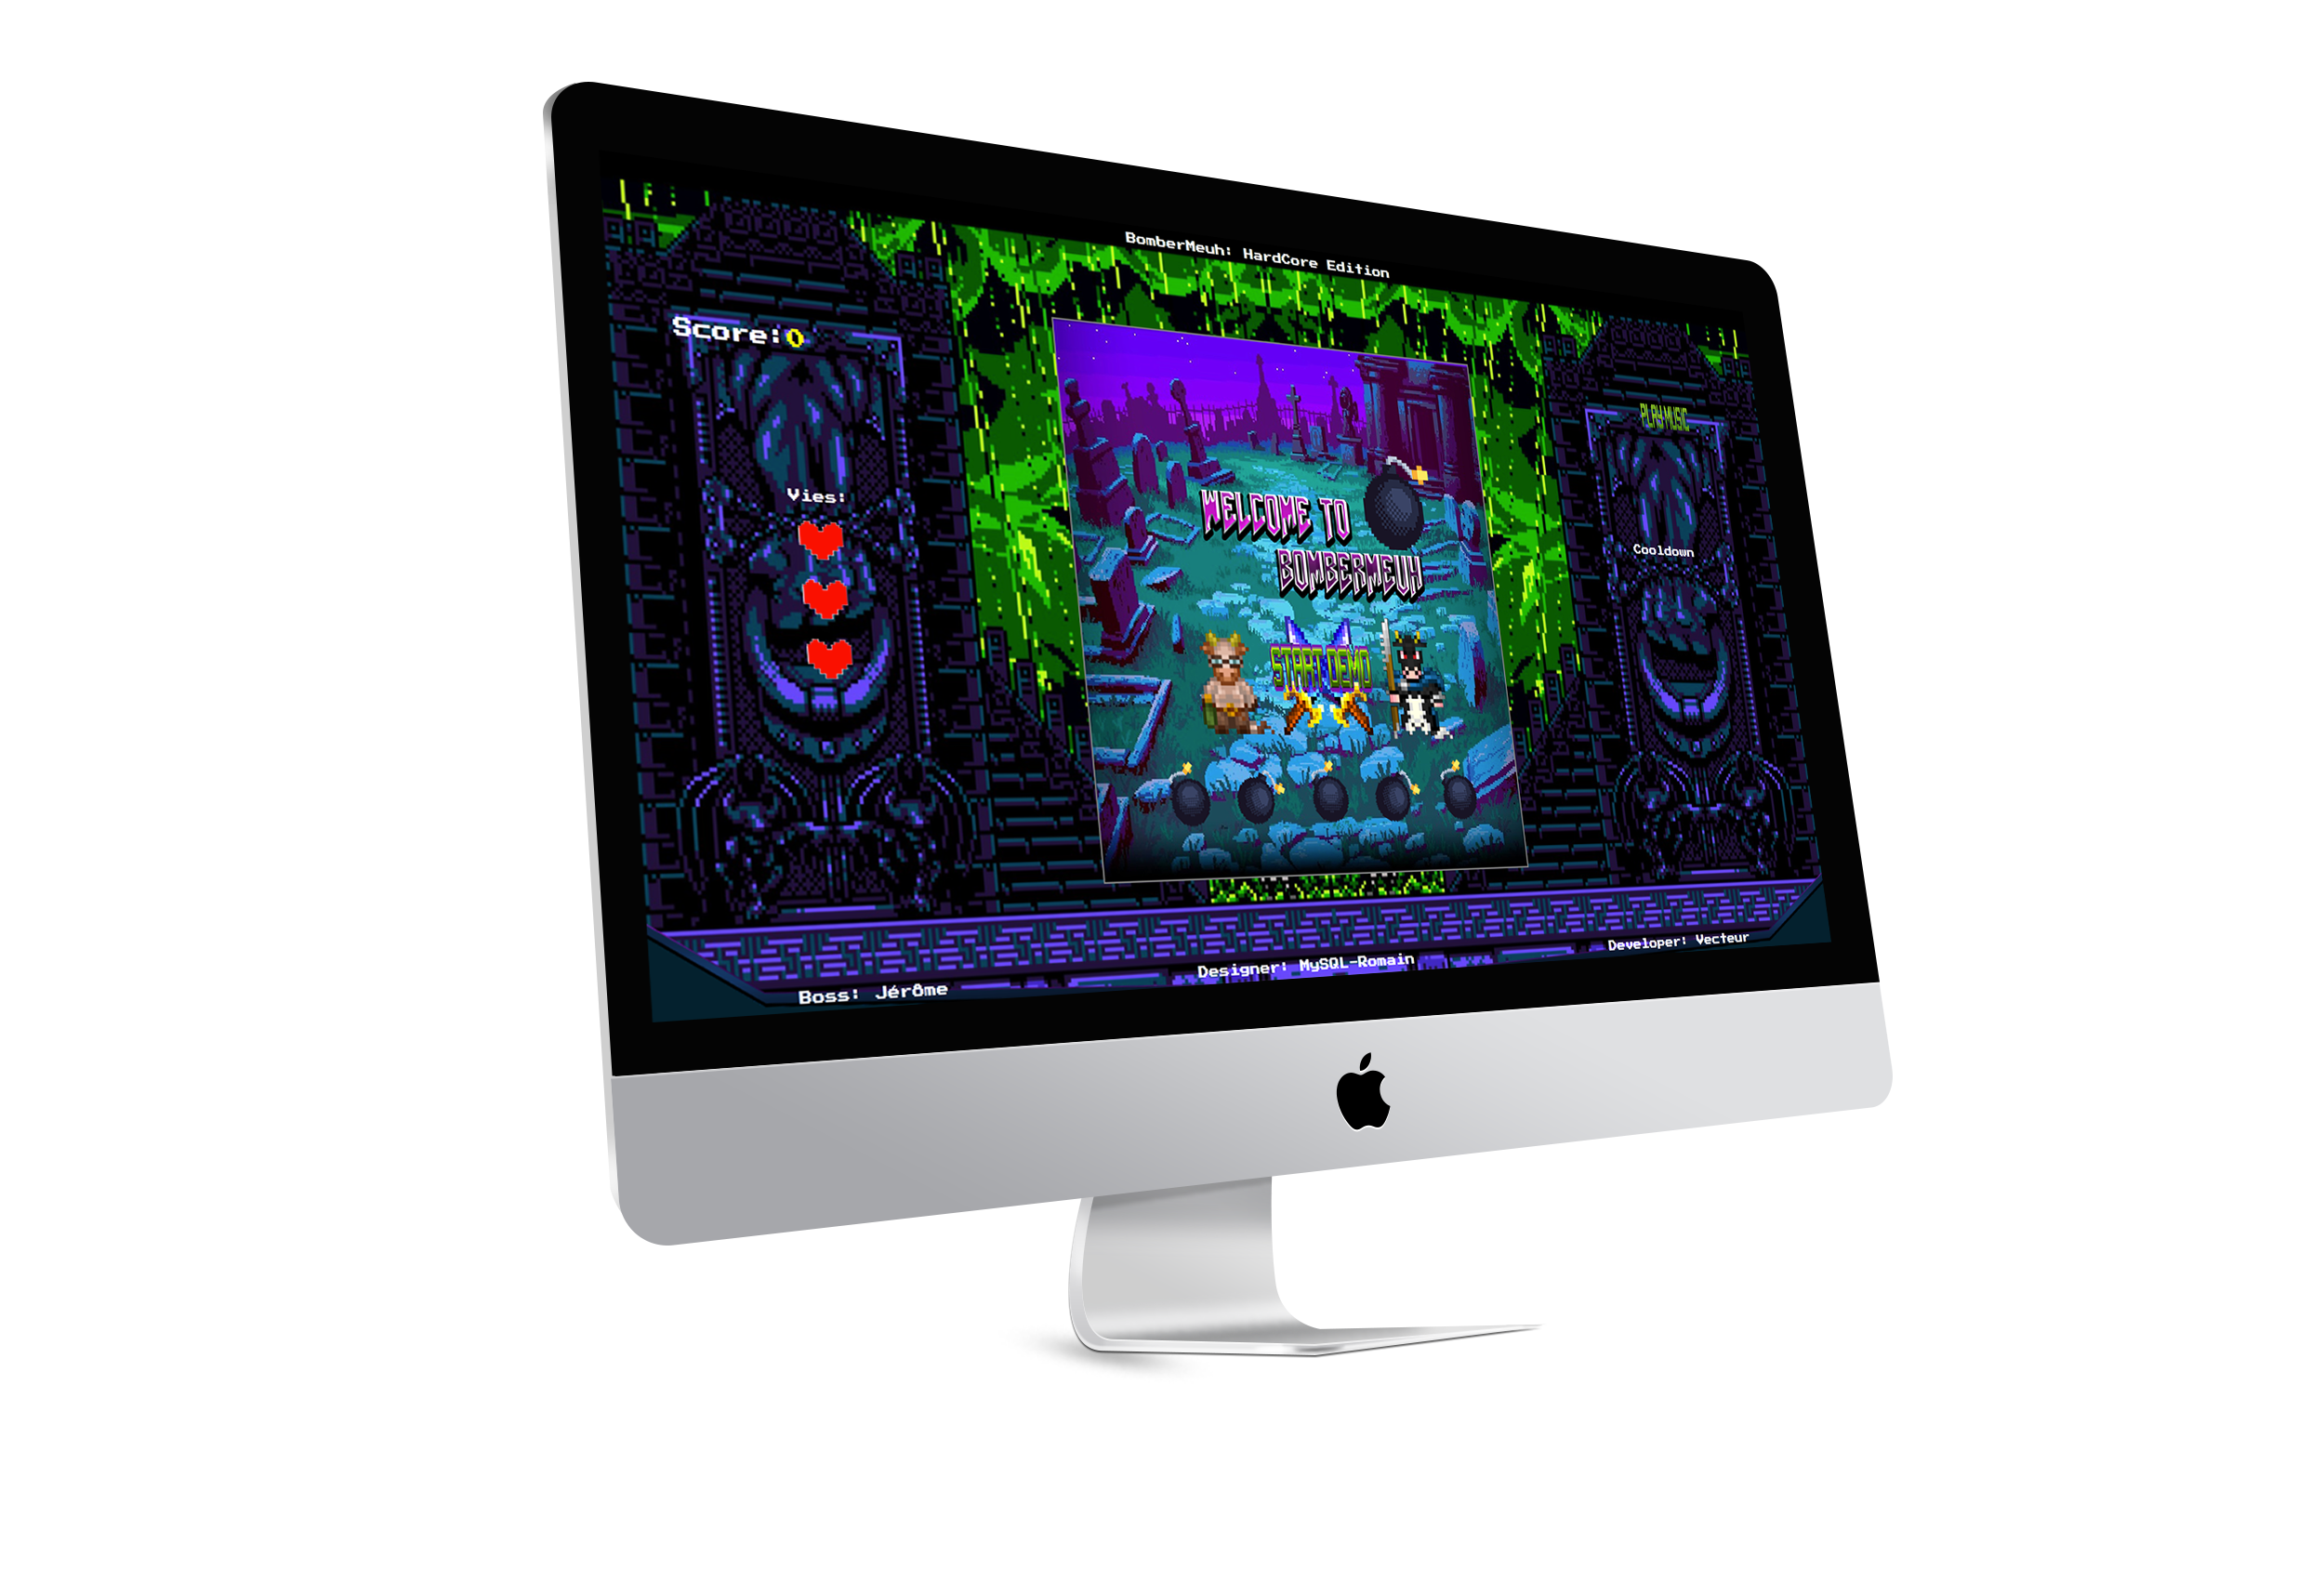 BomberMeuh: HardCore Edition
Score:0
PLAY MUSIC
Vies:
WELCOME TO
BOMBERMEUH
Cooldown
START DEMO
Developer: Vecteur
Designer: MySQL-Romain
Boss: Jérôme